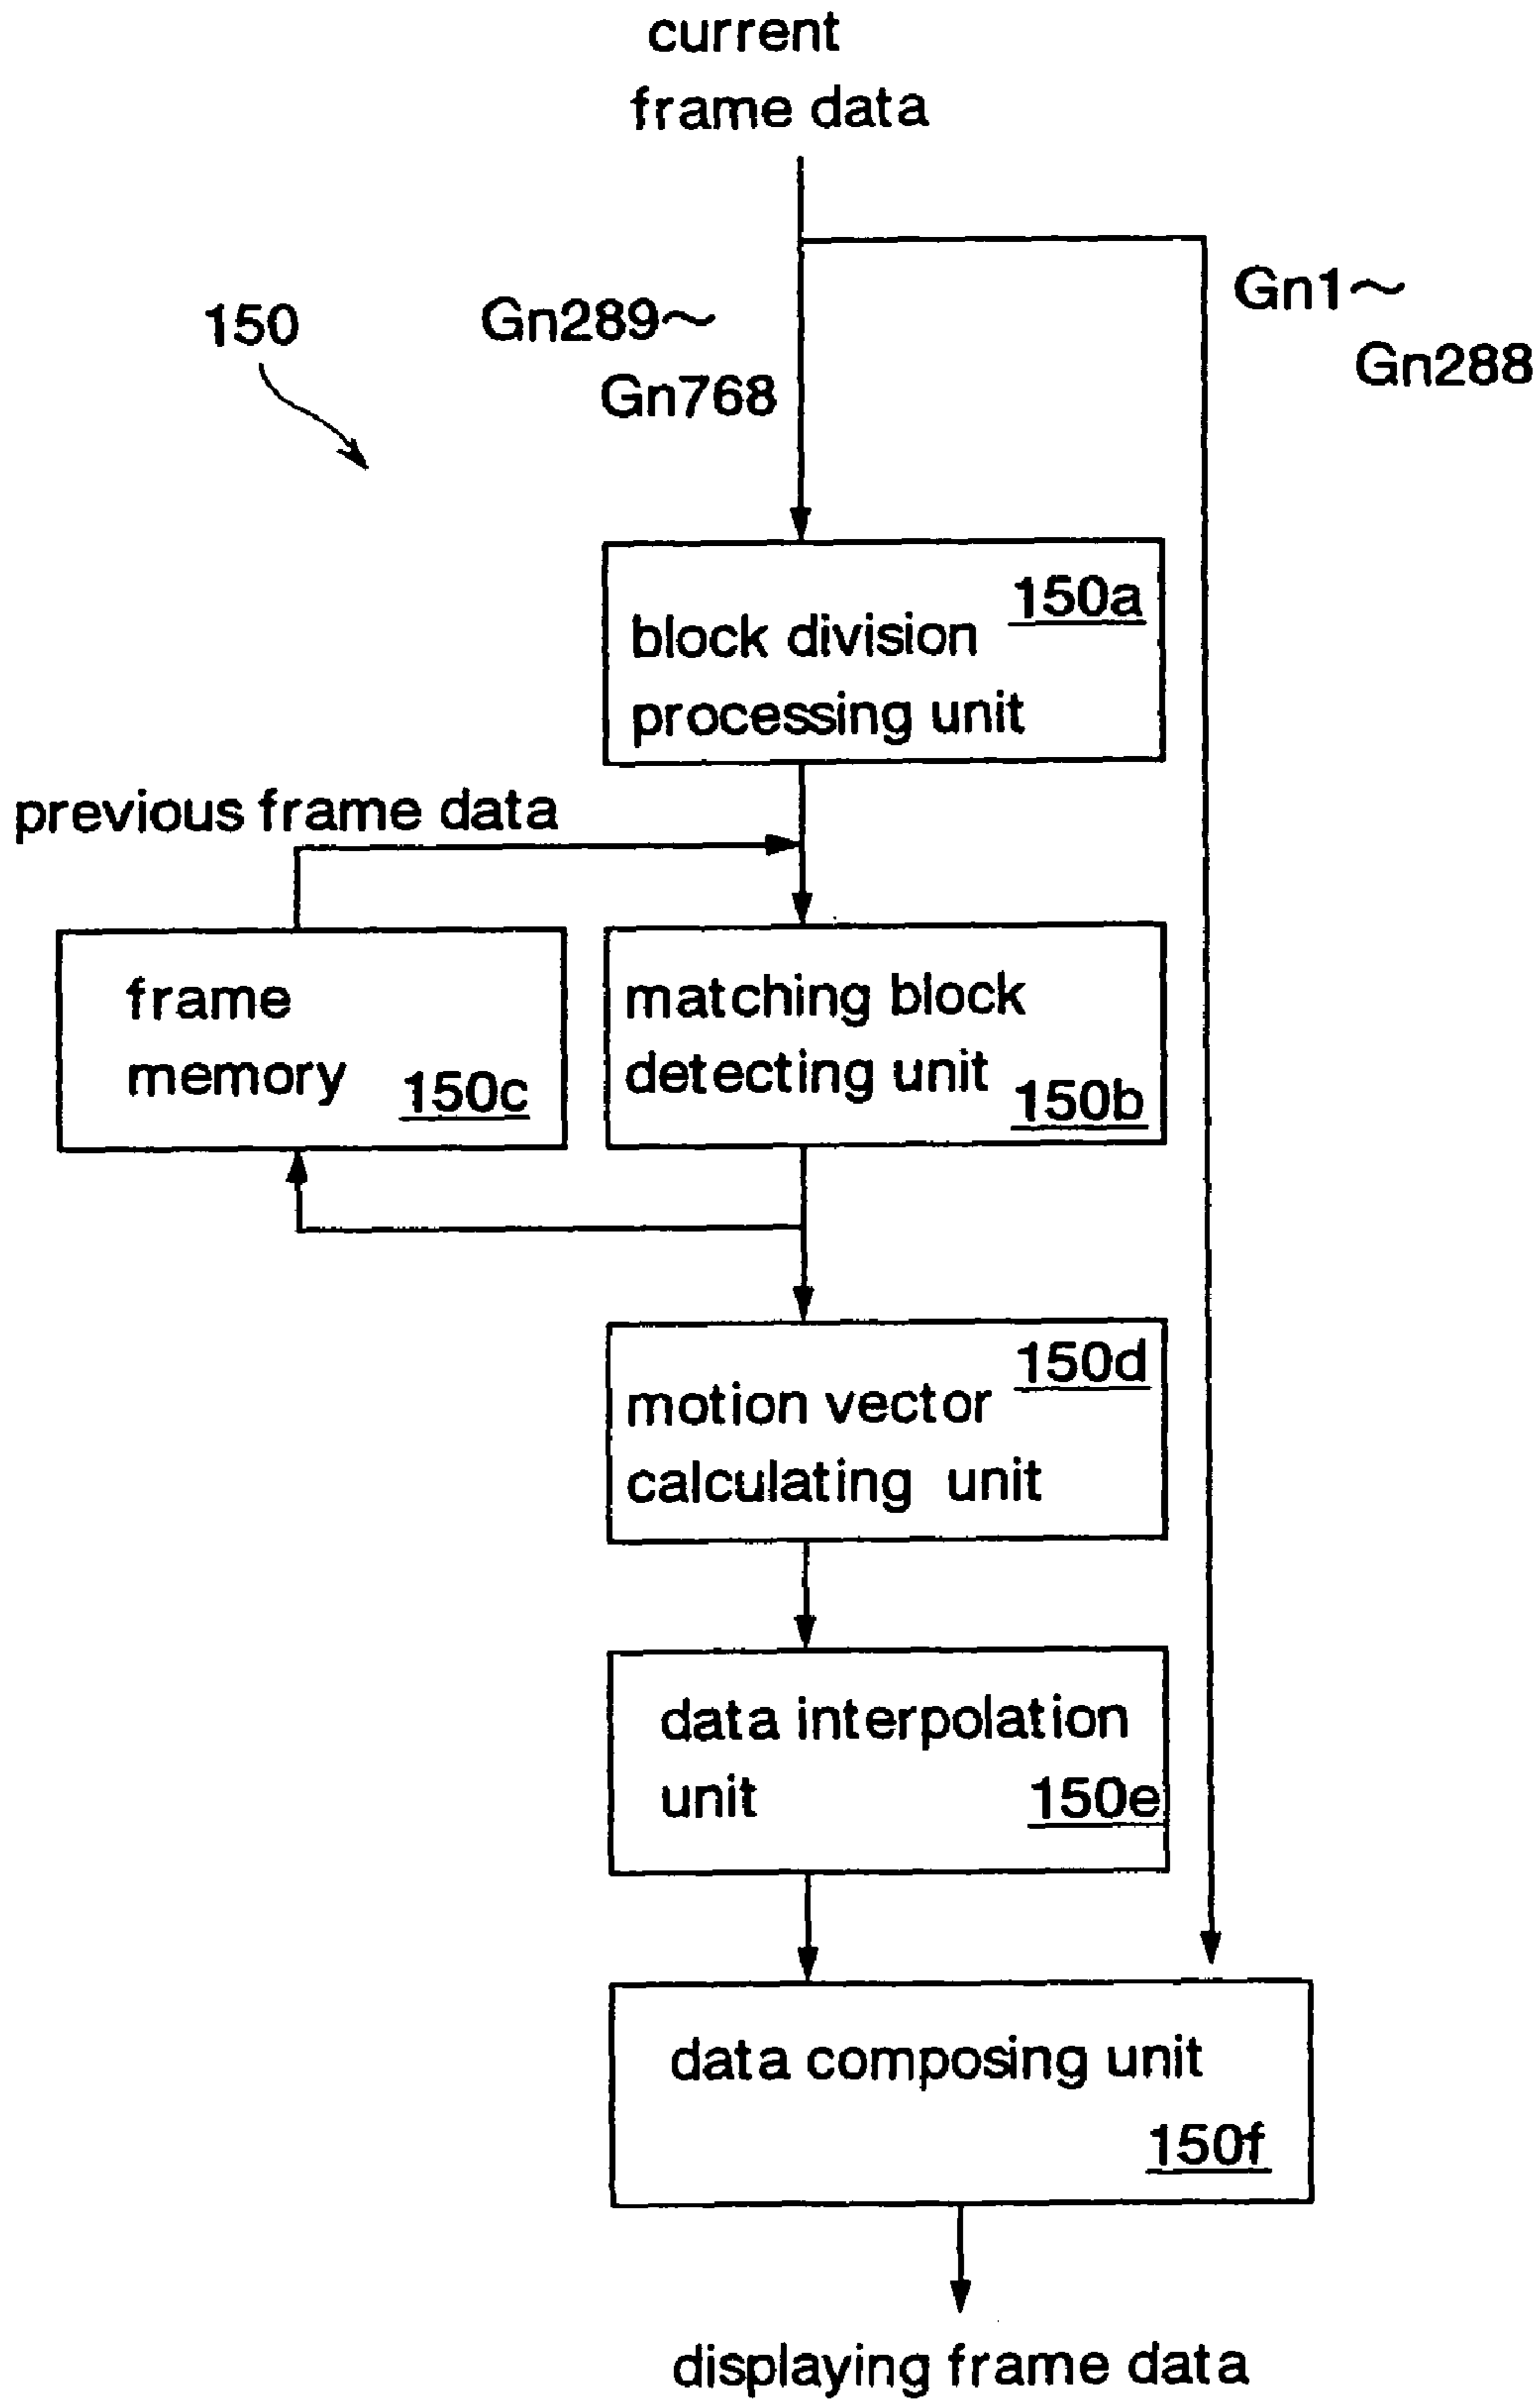 current
frame data
150
Gn289~
Gn768
Gn1~
Gn288
150a
block division
processing unit
previous frame data
frame
memory 150c
matching block
detecting unit
150b
150d
motion vector
calculating unit
data interpolation
unit 150e
data composing unit
150f
displaying frame data